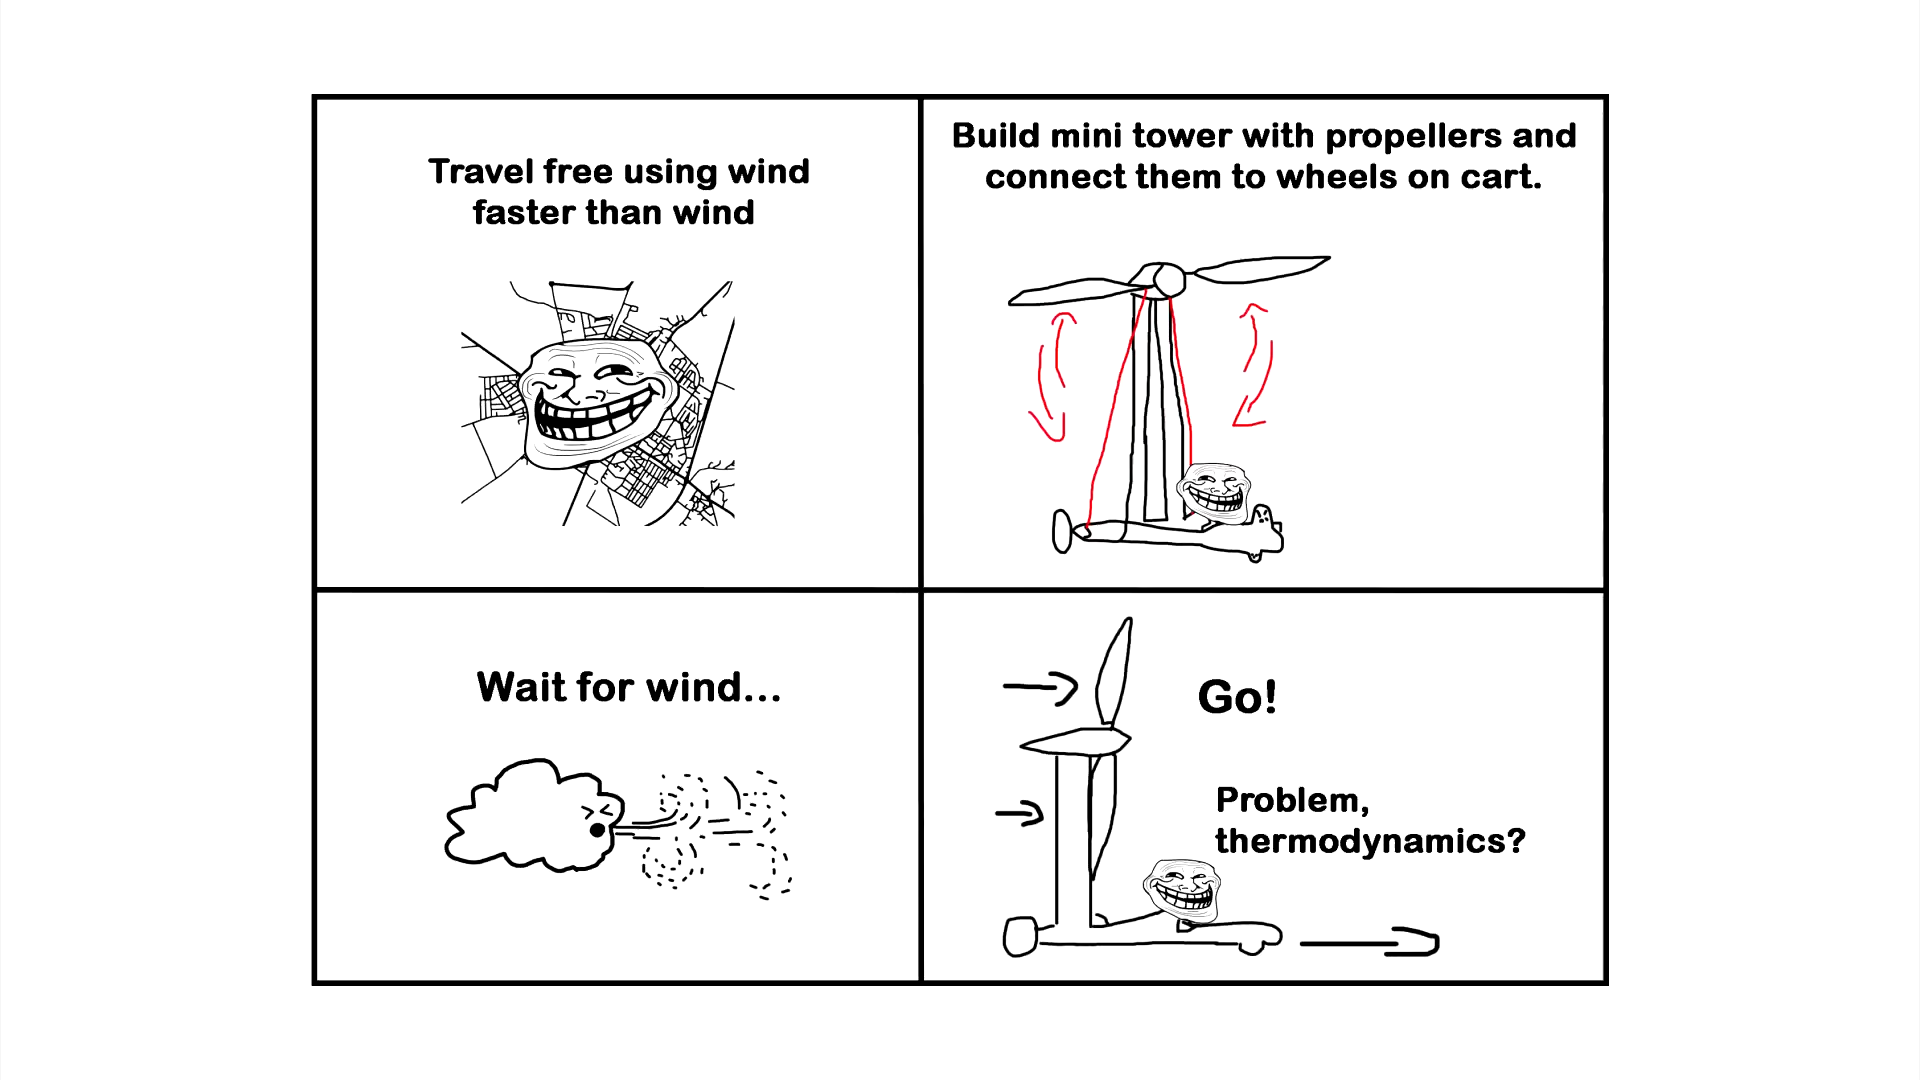 Travel free using wind
faster than wind
Build mini tower with propellers and
connect them to wheels on cart.
Wait for wind...
Go!
Problem,
thermodynamics?